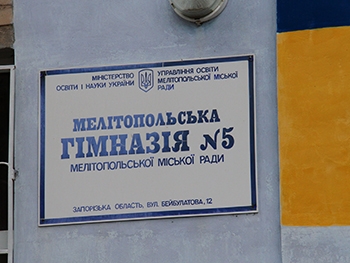 МІНІСТЕРСТВО
ОСВІТИ І НАУКИ УКРАЇНИ
УПРАВЛІННЯ ОСВІТИ
МЕЛІТОПОЛЬСЬКОЇ МІСЬКОЇ
РАДИ
МЕЛІТОПОЛЬСЬКА
ГІМНАЗІЯ №5
МЕЛІТОПОЛЬСЬКОЇ МІСЬКОЇ РАДИ
ЗАПОРІЗЬКА ОБЛАСТЬ, ВУЛ. БЕЙБУЛАТОВА, 12